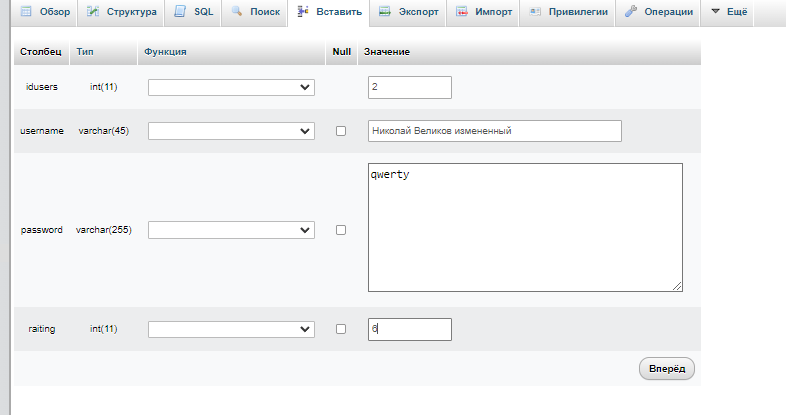 Обзор Структура SQL Поиск Вставить Экспорт Импорт Привилегии Операции Ещё
Столбец Тип Функция Null Значение
idusers int(11) 2
username varchar(45) Николай Великов измененный
password varchar(255) qwerty
raiting int(11) 6
Вперёд